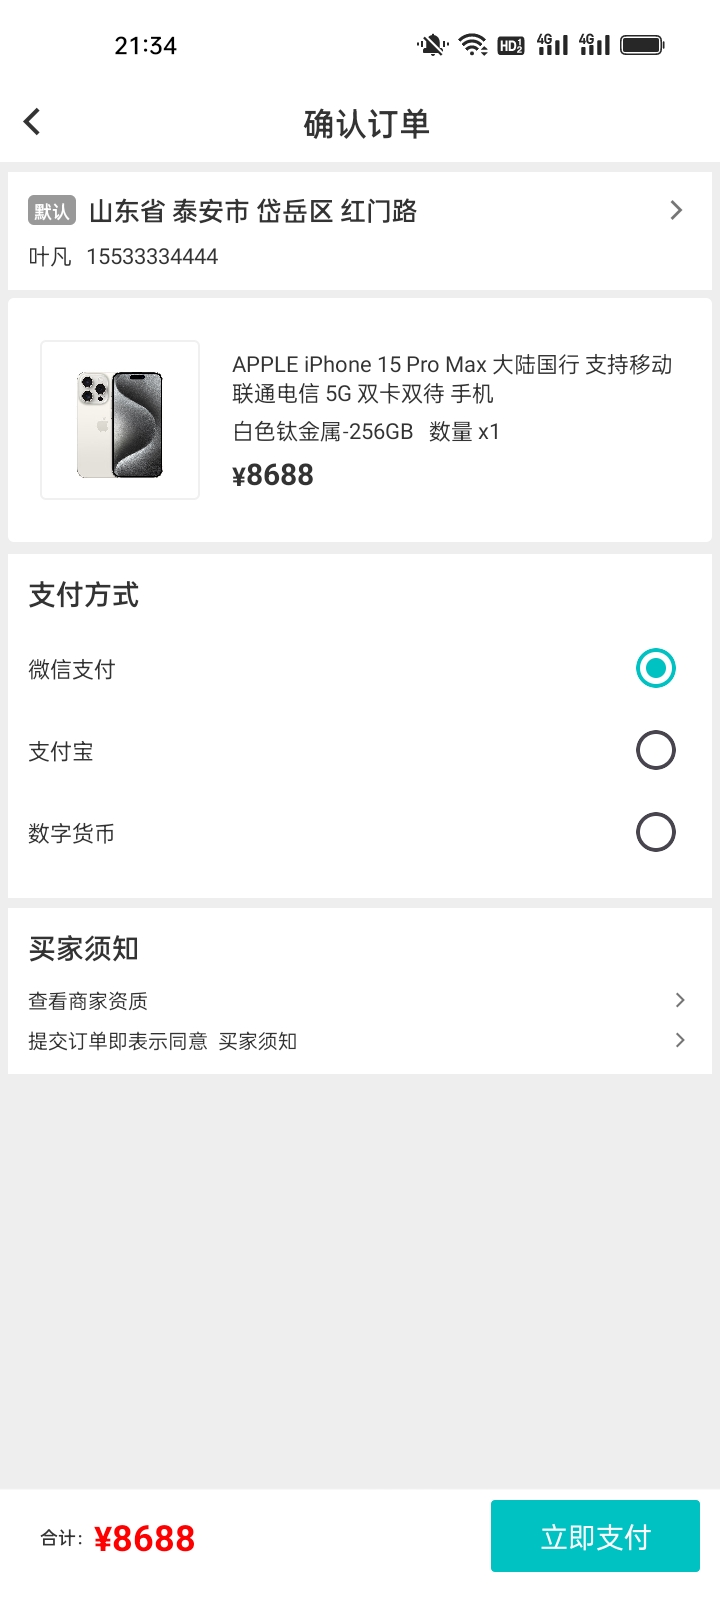 21:34
HD 1 2 4G 4G
确认订单
默认 山东省 泰安市 岱岳区 红门路
叶凡 15533334444
APPLE iPhone 15 Pro Max 大陆国行 支持移动
联通电信 5G 双卡双待 手机
白色钛金属-256GB 数量 x1
¥8688
支付方式
微信支付
支付宝
数字货币
买家须知
查看商家资质
提交订单即表示同意 买家须知
合计: ¥8688
立即支付